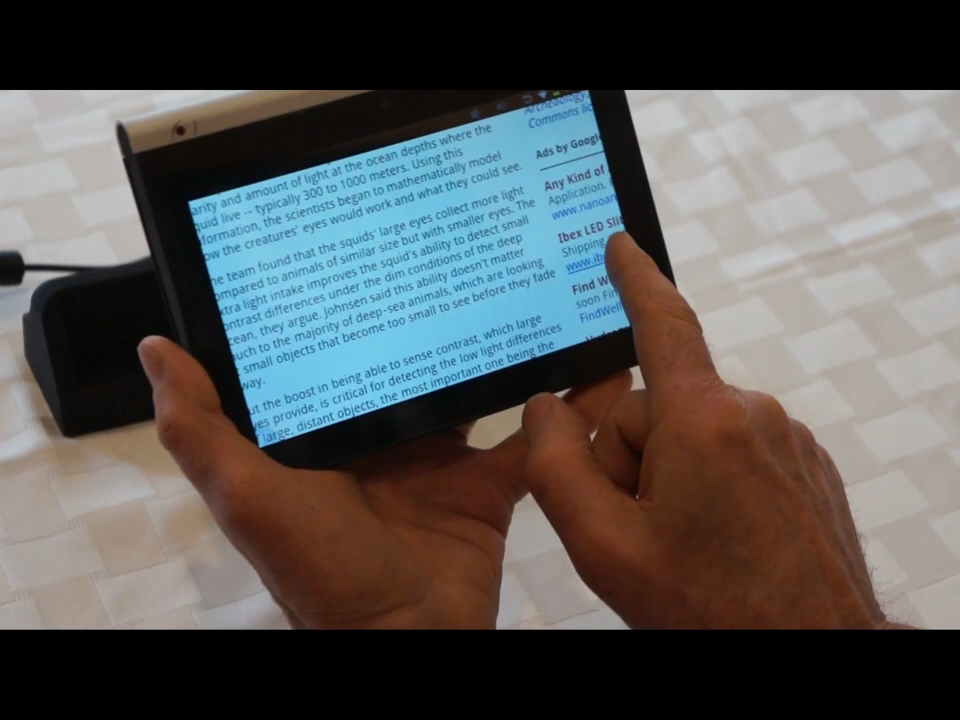 arity and amount of light at the ocean depths where the
quid live -- typically 300 to 1000 meters. Using this
formation, the scientists began to mathematically model
ow the creatures' eyes would work and what they could see.
he team found that the squids' large eyes collect more light
ompared to animals of similar size but with smaller eyes. The
xtra light intake improves the squid's ability to detect small
ontrast differences under the dim conditions of the deep
cean, they argue. Johnsen said this ability doesn't matter
uch to the majority of deep-sea animals, which are looking
r small objects that become too small to see before they fade
way.
ut the boost in being able to sense contrast, which large
yes provide, is critical for detecting the low light differences
f large, distant objects, the most important one being the
Archeology
Commons lic
Ads by Googl
Any Kind of
Application.
www.nanoan
Ibex LED Sli
Shipping
www.ib
Find W
soon Fin
FindWell